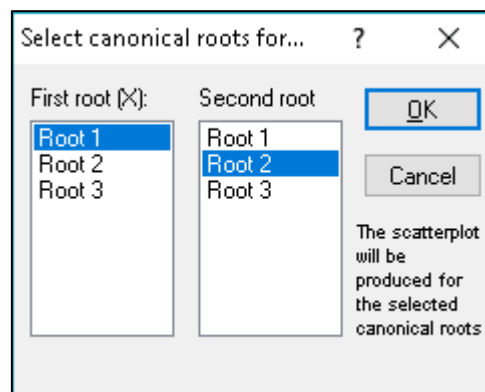 Select canonical roots for... ? ×
First root (X):
Root 1
Root 2
Root 3
Second root
Root 1
Root 2
Root 3
OK
Cancel
The scatterplot
will be
produced for
the selected
canonical roots